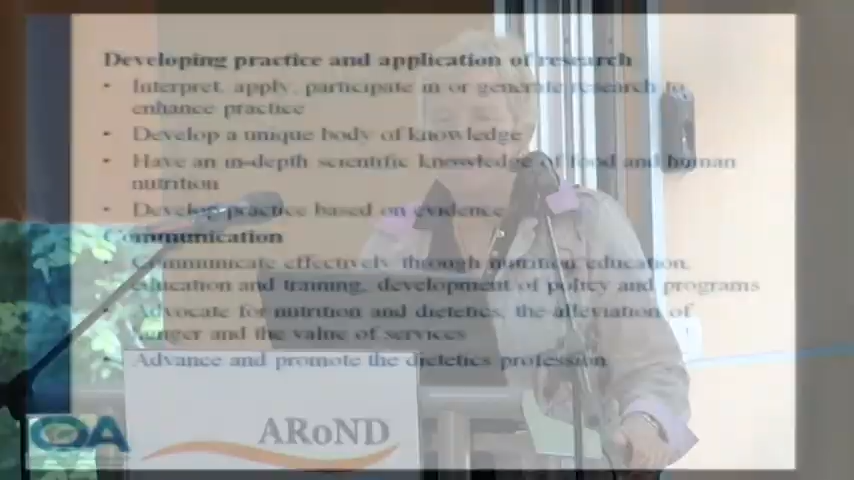 Developing practice and application of research
• Interpret, apply, participate in or generate research to
enhance practice
• Develop a unique body of knowledge
• Have an in-depth scientific knowledge of food and human
nutrition
• Develop practice based on evidence
Communication
• Communicate effectively through nutrition education,
education and training, development of policy and programs
• Advocate for nutrition and dietetics, the alleviation of
hunger and the value of services
• Advance and promote the dietetics profession
ARoND
OA